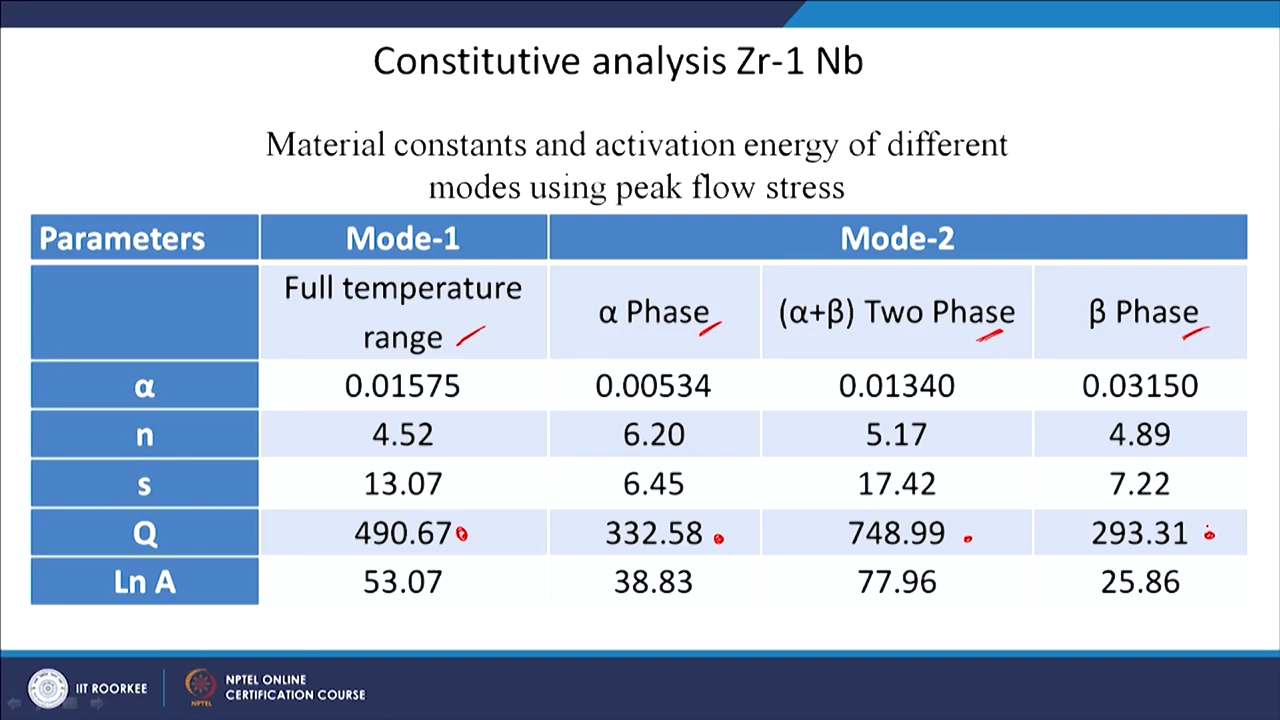 Constitutive analysis Zr-1 Nb
Material constants and activation energy of different
modes using peak flow stress
Parameters Mode-1 Mode-2
Full temperature
range α Phase (α+β) Two Phase β Phase
α 0.01575 0.00534 0.01340 0.03150
n 4.52 6.20 5.17 4.89
s 13.07 6.45 17.42 7.22
Q 490.67 332.58 748.99 293.31
Ln A 53.07 38.83 77.96 25.86
IIT ROORKEE
NPTEL
NPTEL ONLINE
CERTIFICATION COURSE